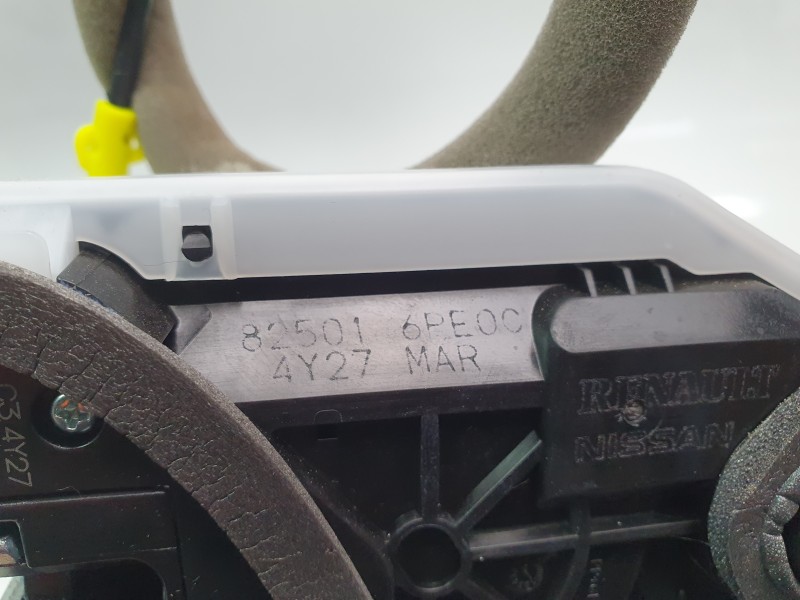 82501 6PE0C
4Y27 MAR
RENAULT
NISSAN
C3 4Y27